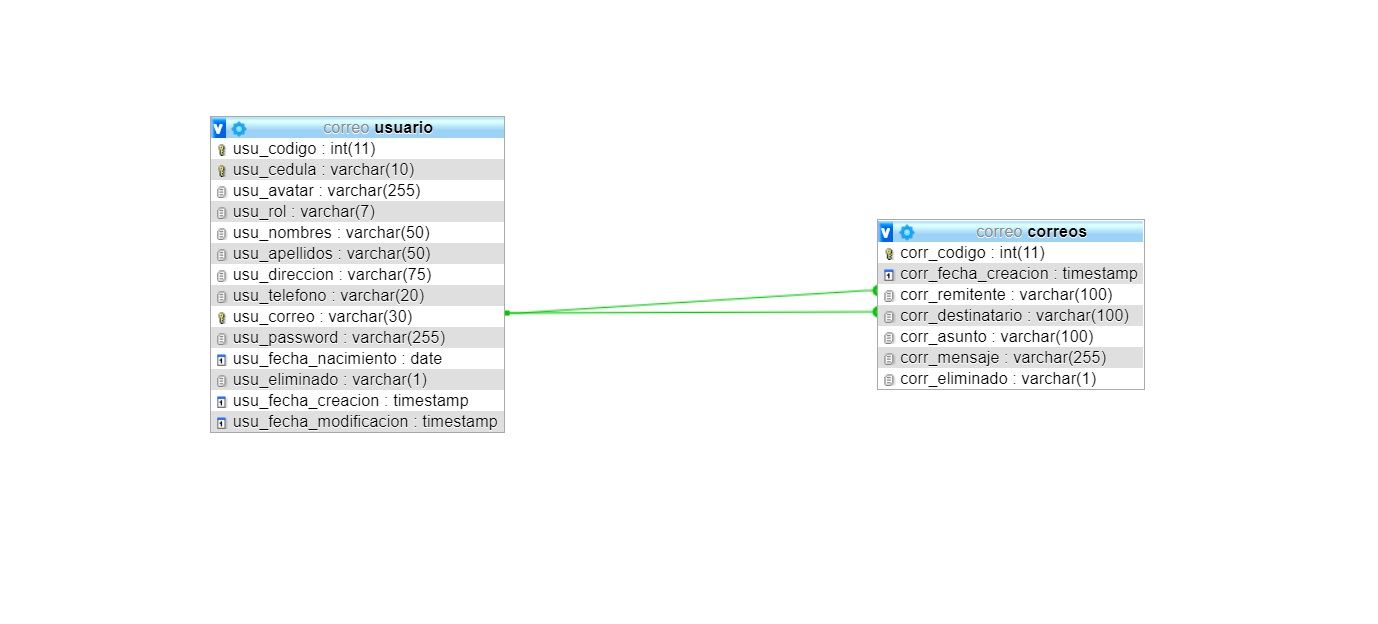 v correo usuario
usu_codigo : int(11)
usu_cedula : varchar(10)
usu_avatar : varchar(255)
usu_rol : varchar(7)
usu_nombres : varchar(50)
usu_apellidos : varchar(50)
usu_direccion : varchar(75)
usu_telefono : varchar(20)
usu_correo : varchar(30)
usu_password : varchar(255)
usu_fecha_nacimiento : date
usu_eliminado : varchar(1)
usu_fecha_creacion : timestamp
usu_fecha_modificacion : timestamp
v correo correos
corr_codigo : int(11)
corr_fecha_creacion : timestamp
corr_remitente : varchar(100)
corr_destinatario : varchar(100)
corr_asunto : varchar(100)
corr_mensaje : varchar(255)
corr_eliminado : varchar(1)